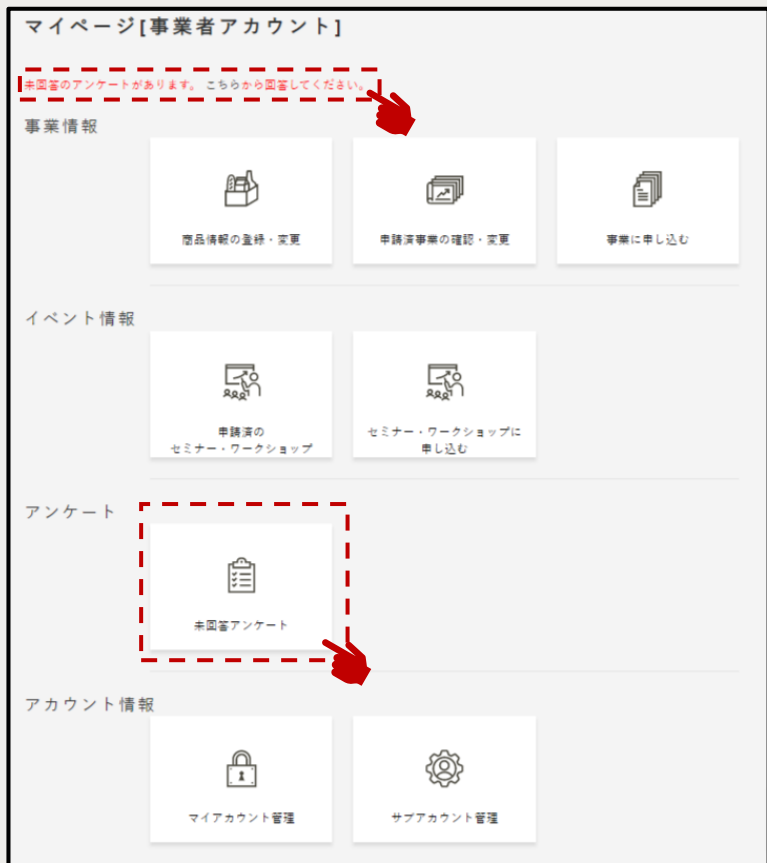 マイページ[事業者アカウント]
未回答のアンケートがあります。 こちらから回答してください。
事業情報
商品情報の登録・変更
申請済事業の確認・変更
事業に申し込む
イベント情報
申請済の
セミナー・ワークショップ
セミナー・ワークショップに
申し込む
アンケート
未回答アンケート
アカウント情報
マイアカウント管理
サブアカウント管理